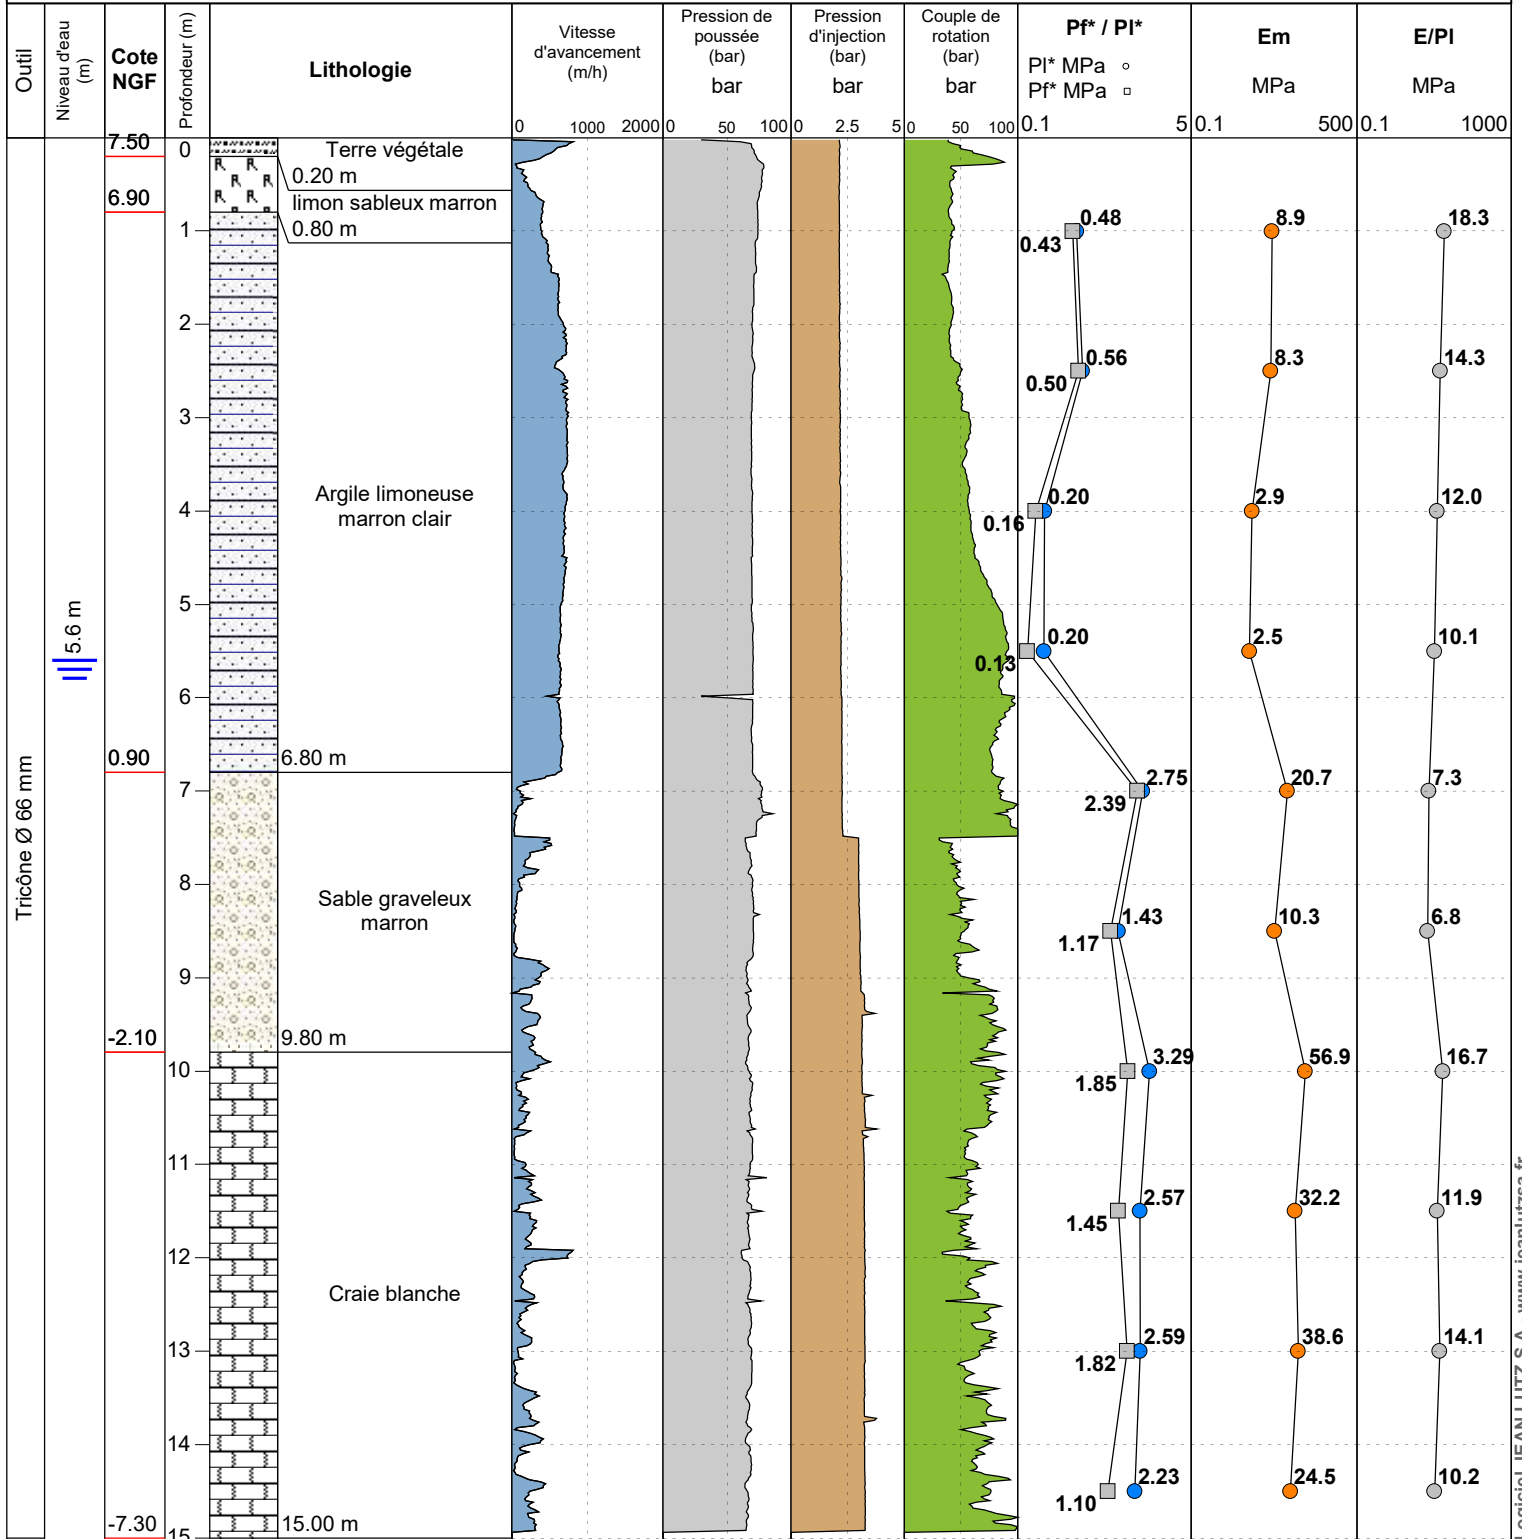 Outil
Niveau d'eau
(m)
Cote
NGF
Profondeur (m)
Lithologie
Vitesse
d'avancement
(m/h)
Pression de
poussée
(bar)
bar
Pression
d'injection
(bar)
bar
Couple de
rotation
(bar)
bar
Pf* / Pl*
Pl* MPa
Pf* MPa
Em
MPa
E/Pl
MPa
0 1000 2000
0 50 100
0 2.5 5
0 50 100
0.1 5
0.1 500
0.1 1000
7.50
0
Terre végétale
0.20 m
6.90
limon sableux marron
0.80 m
1
0.48
0.43
8.9
18.3
2
0.56
0.50
8.3
14.3
3
Argile limoneuse
marron clair
4
0.20
0.16
2.9
12.0
5
5.6 m
0.20
0.13
2.5
10.1
6
0.90
6.80 m
7
2.75
2.39
20.7
7.3
Tricône Ø 66 mm
8
Sable graveleux
marron
1.43
1.17
10.3
6.8
9
-2.10
9.80 m
10
3.29
1.85
56.9
16.7
11
2.57
1.45
32.2
11.9
12
Craie blanche
13
2.59
1.82
38.6
14.1
14
2.23
1.10
24.5
10.2
-7.30
15.00 m
15
Logiciel JEAN LUTZ S.A - www.jeanlutzsa.fr